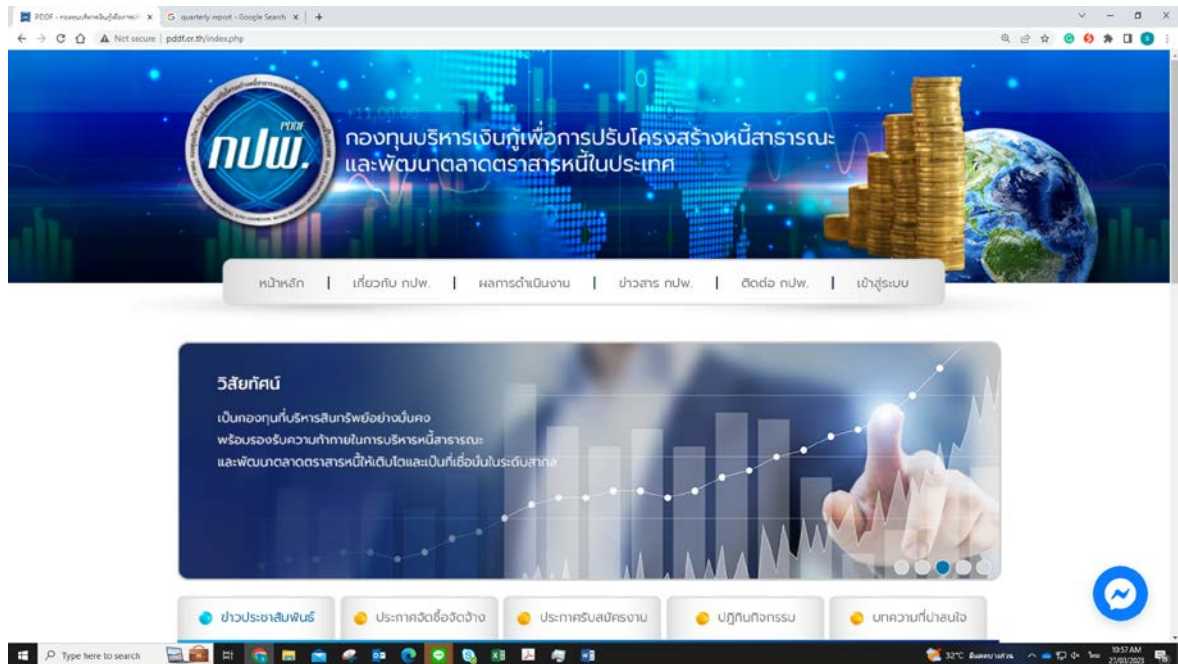 PDDF - กองทุนบริหารเงินกู้เพื่อการปรั
quarterly report - Google Search
Not secure | pddf.or.th/index.php
PDDF
กปพ.
กองทุนบริหารเงินกู้เพื่อการปรับโครงสร้างหนี้สาธารณะ
และพัฒนาตลาดตราสารหนี้ในประเทศ
หน้าหลัก | เกี่ยวกับ กปพ. | ผลการดำเนินงาน | ข่าวสาร กปพ. | ติดต่อ กปพ. | เข้าสู่ระบบ
วิสัยทัศน์
เป็นกองทุนที่บริหารสินทรัพย์อย่างมั่นคง
พร้อมรองรับความท้าทายในการบริหารหนี้สาธารณะ
และพัฒนาตลาดตราสารหนี้ให้เติบโตและเป็นที่เชื่อมั่นในระดับสากล
ข่าวประชาสัมพันธ์ ประกาศจัดซื้อจัดจ้าง ประกาศรับสมัครงาน ปฏิทินกิจกรรม บทความที่น่าสนใจ
Type here to search
32°C มีแดดบางส่วน
ไทย
10:57 AM
27/03/2023